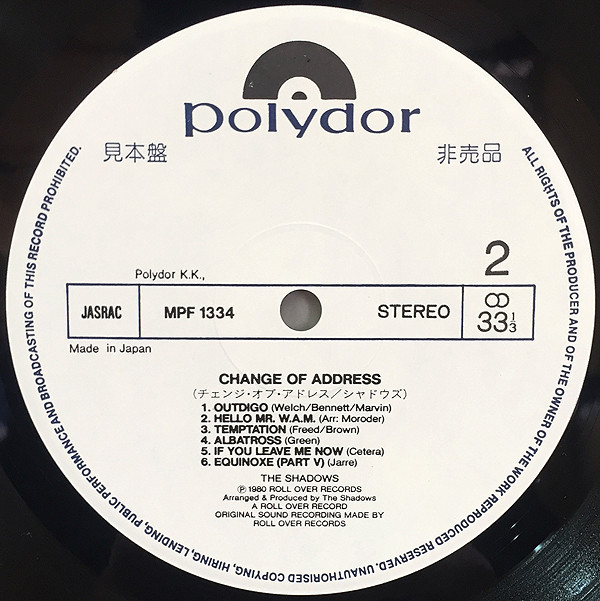 polydor
見本盤
非売品
2
Polydor K.K.,
JASRAC
MPF 1334
STEREO
33 1/3
Made in Japan
CHANGE OF ADDRESS
(チェンジ・オブ・アドレス/シャドウズ)
1. OUTDIGO (Welch/Bennett/Marvin)
2. HELLO MR. W.A.M. (Arr: Moroder)
3. TEMPTATION (Freed/Brown)
4. ALBATROSS (Green)
5. IF YOU LEAVE ME NOW (Cetera)
6. EQUINOXE (PART V) (Jarre)
THE SHADOWS
℗ 1980 ROLL OVER RECORDS
Arranged & Produced by The Shadows
A ROLL OVER RECORD
ORIGINAL SOUND RECORDING MADE BY
ROLL OVER RECORDS
ALL RIGHTS OF THE PRODUCER AND OF THE OWNER OF THE WORK REPRODUCED RESERVED. UNAUTHORISED COPYING, HIRING, LENDING, PUBLIC PERFORMANCE AND BROADCASTING OF THIS RECORD PROHIBITED.